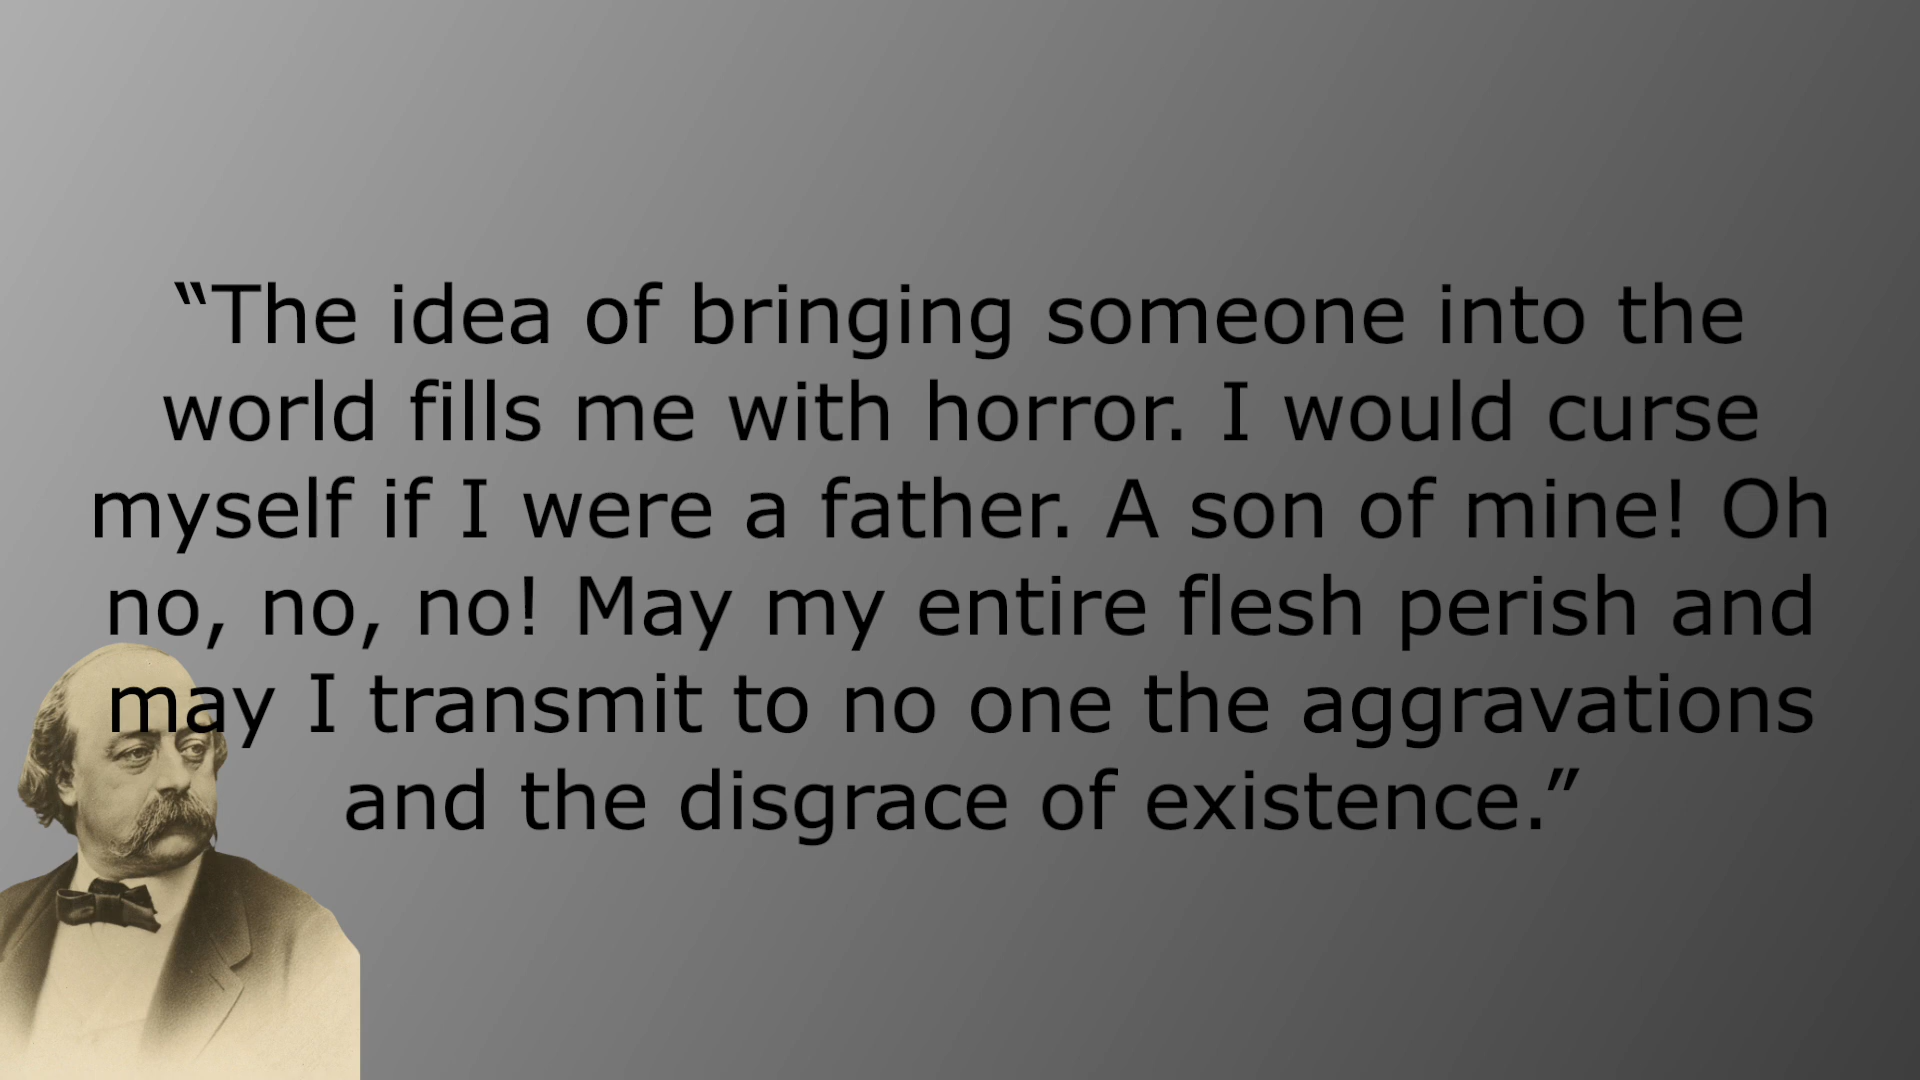 “The idea of bringing someone into the
world fills me with horror. I would curse
myself if I were a father. A son of mine! Oh
no, no, no! May my entire flesh perish and
may I transmit to no one the aggravations
and the disgrace of existence.”